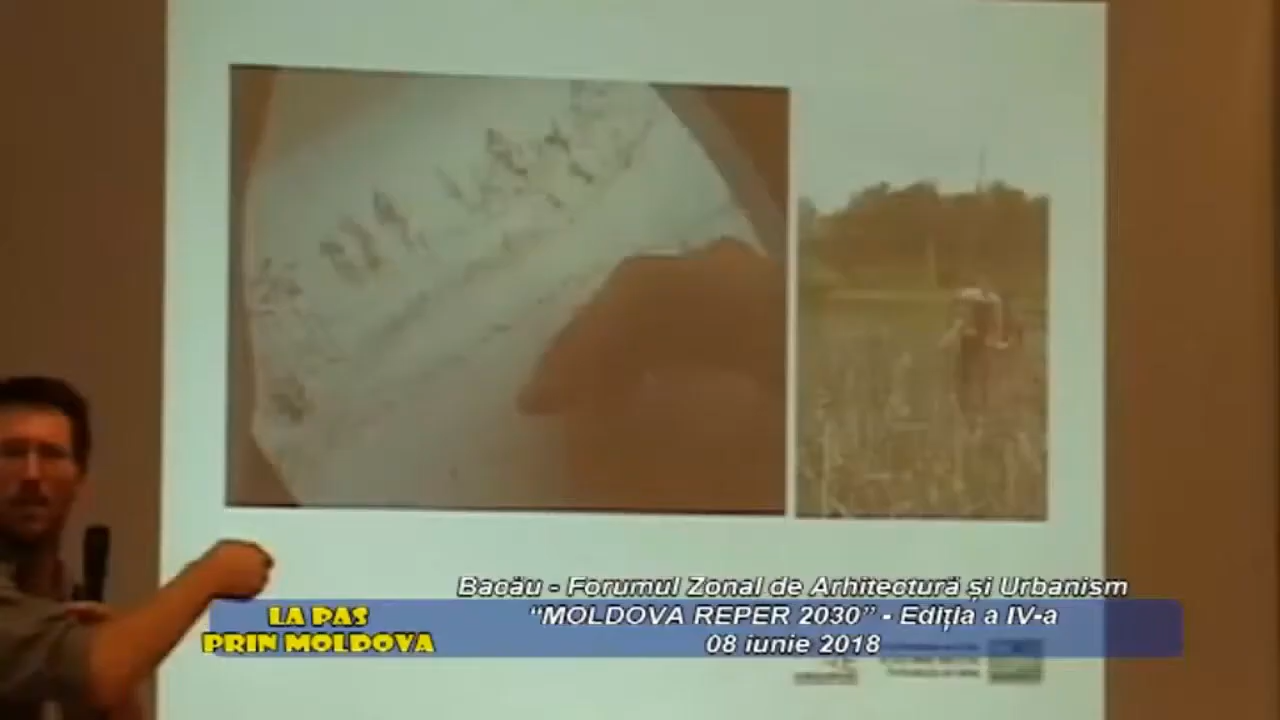 Bacău - Forumul Zonal de Arhitectură și Urbanism
LA PAS
PRIN MOLDOVA
“MOLDOVA REPER 2030” - Ediția a IV-a
08 iunie 2018